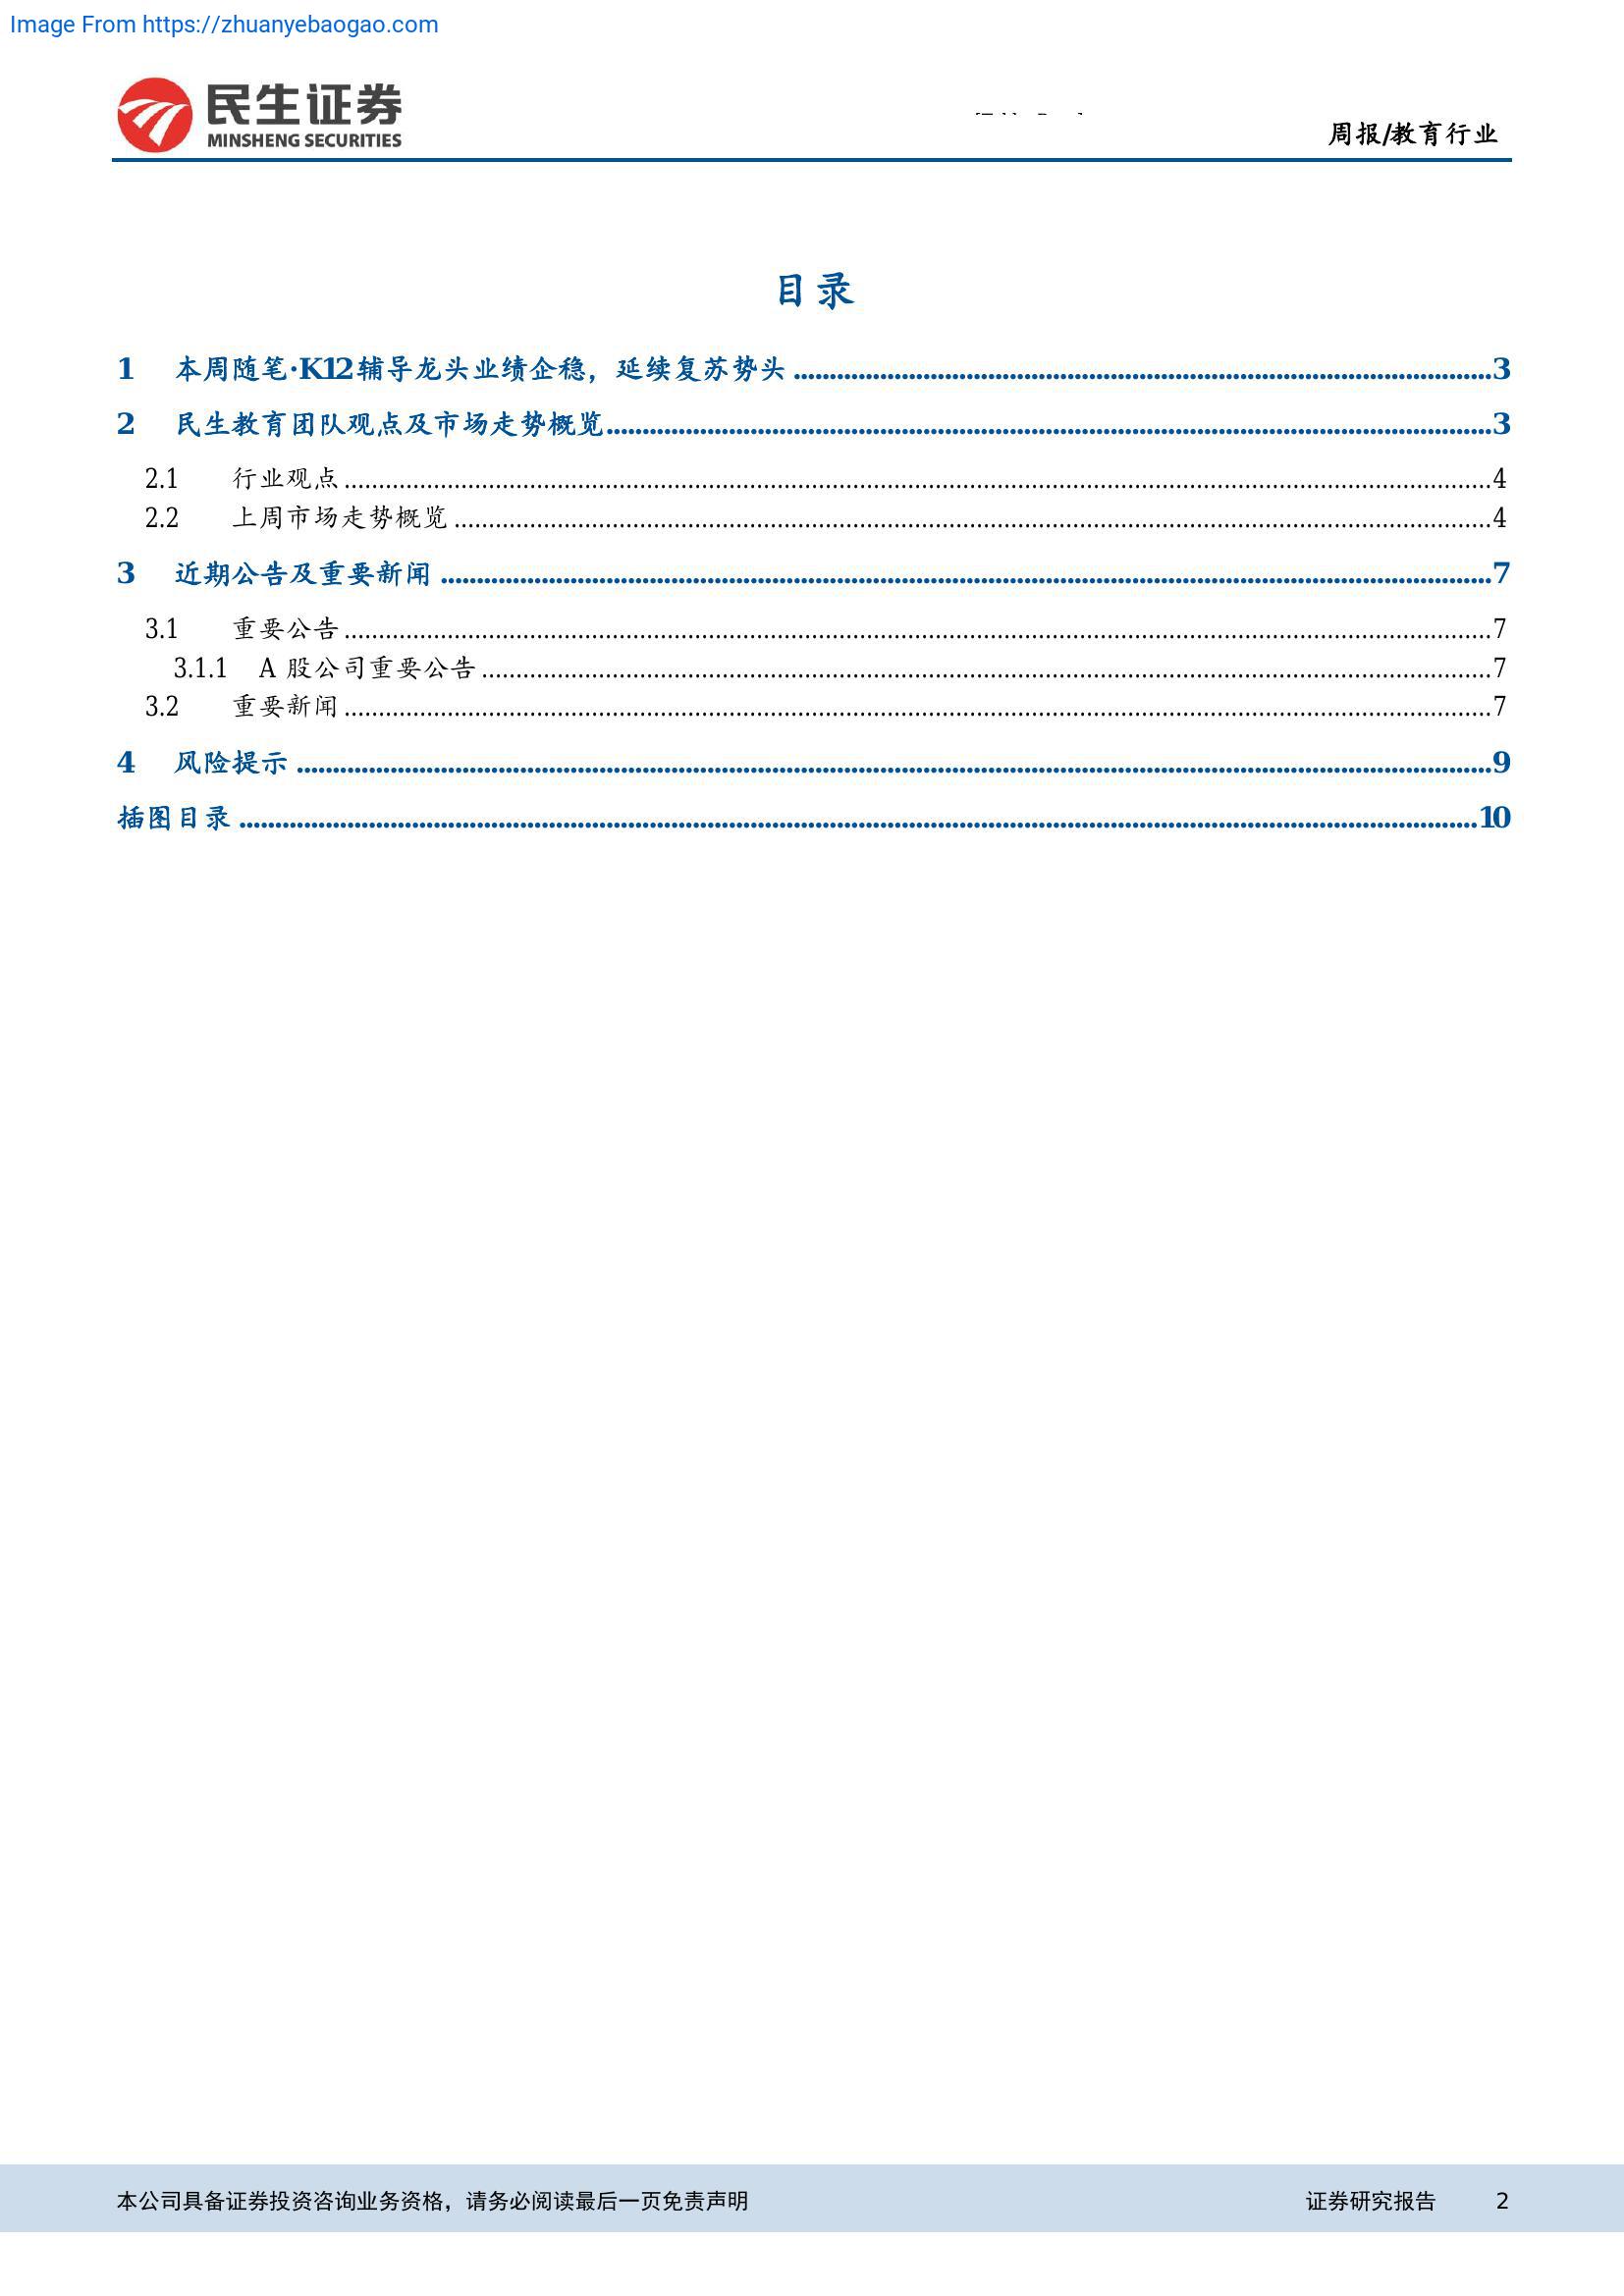 Image From https://zhuanyebaogao.com
民生证券
MINSHENG SECURITIES
周报/教育行业
目录
1 本周随笔·K12辅导龙头业绩企稳，延续复苏势头 3
2 民生教育团队观点及市场走势概览 3
2.1 行业观点 4
2.2 上周市场走势概览 4
3 近期公告及重要新闻 7
3.1 重要公告 7
3.1.1 A 股公司重要公告 7
3.2 重要新闻 7
4 风险提示 9
插图目录 10
本公司具备证券投资咨询业务资格，请务必阅读最后一页免责声明 证券研究报告 2